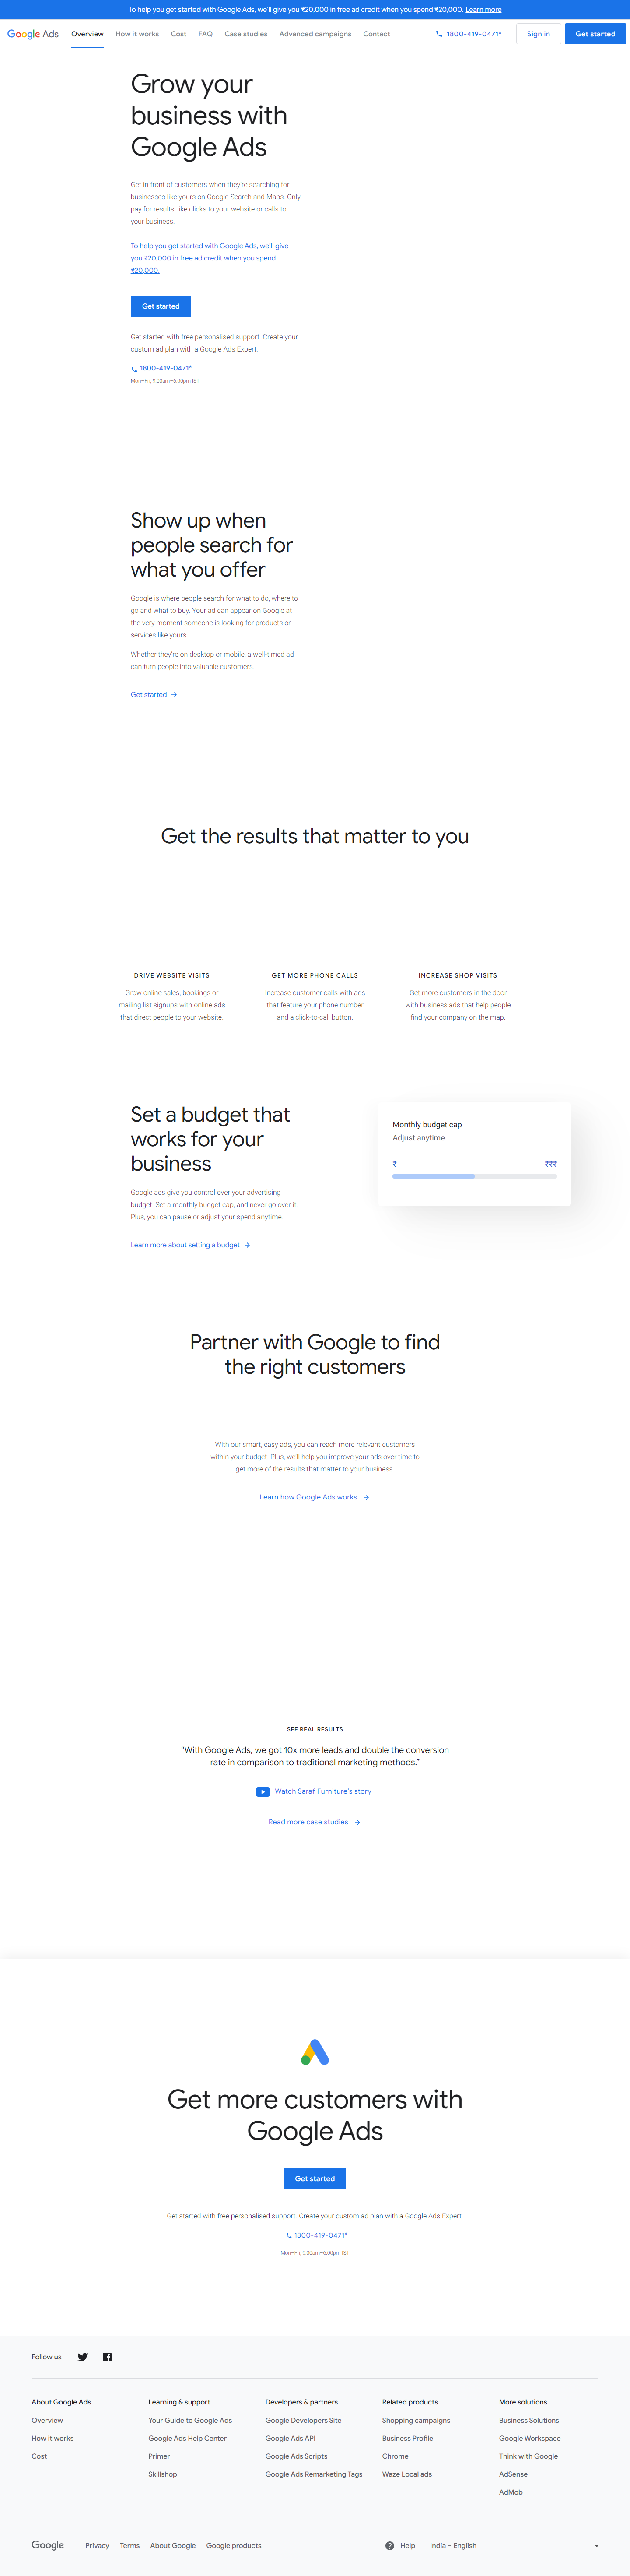 To help you get started with Google Ads, we'll give you ₹20,000 in free ad credit when you spend ₹20,000. Learn more
Google Ads Overview How it works Cost FAQ Case studies Advanced campaigns Contact 1800-419-0471* Sign in Get started
Grow your
business with
Google Ads
Get in front of customers when they're searching for
businesses like yours on Google Search and Maps. Only
pay for results, like clicks to your website or calls to
your business.
To help you get started with Google Ads, we'll give
you ₹20,000 in free ad credit when you spend
₹20,000.
Get started
Get started with free personalised support. Create your
custom ad plan with a Google Ads Expert.
1800-419-0471*
Mon–Fri, 9:00am–6:00pm IST
Show up when
people search for
what you offer
Google is where people search for what to do, where to
go and what to buy. Your ad can appear on Google at
the very moment someone is looking for products or
services like yours.
Whether they're on desktop or mobile, a well-timed ad
can turn people into valuable customers.
Get started
Get the results that matter to you
DRIVE WEBSITE VISITS
Grow online sales, bookings or
mailing list signups with online ads
that direct people to your website.
GET MORE PHONE CALLS
Increase customer calls with ads
that feature your phone number
and a click-to-call button.
INCREASE SHOP VISITS
Get more customers in the door
with business ads that help people
find your company on the map.
Set a budget that
works for your
business
Google ads give you control over your advertising
budget. Set a monthly budget cap, and never go over it.
Plus, you can pause or adjust your spend anytime.
Learn more about setting a budget
Monthly budget cap
Adjust anytime
₹ ₹₹₹
Partner with Google to find
the right customers
With our smart, easy ads, you can reach more relevant customers
within your budget. Plus, we'll help you improve your ads over time to
get more of the results that matter to your business.
Learn how Google Ads works
SEE REAL RESULTS
"With Google Ads, we got 10x more leads and double the conversion
rate in comparison to traditional marketing methods."
Watch Saraf Furniture's story
Read more case studies
Get more customers with
Google Ads
Get started
Get started with free personalised support. Create your custom ad plan with a Google Ads Expert.
1800-419-0471*
Mon–Fri, 9:00am–6:00pm IST
Follow us
About Google Ads
Overview
How it works
Cost
Learning & support
Your Guide to Google Ads
Google Ads Help Center
Primer
Skillshop
Developers & partners
Google Developers Site
Google Ads API
Google Ads Scripts
Google Ads Remarketing Tags
Related products
Shopping campaigns
Business Profile
Chrome
Waze Local ads
More solutions
Business Solutions
Google Workspace
Think with Google
AdSense
AdMob
Google Privacy Terms About Google Google products Help India – English